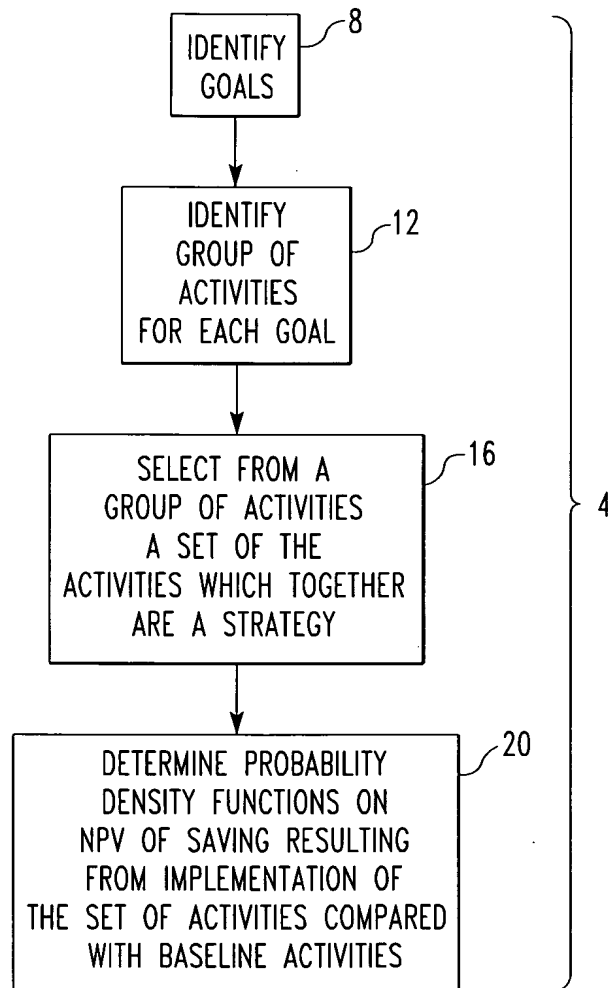 IDENTIFY
GOALS
8
IDENTIFY
GROUP OF
ACTIVITIES
FOR EACH GOAL
12
SELECT FROM A
GROUP OF ACTIVITIES
A SET OF THE
ACTIVITIES WHICH TOGETHER
ARE A STRATEGY
16
4
DETERMINE PROBABILITY
DENSITY FUNCTIONS ON
NPV OF SAVING RESULTING
FROM IMPLEMENTATION OF
THE SET OF ACTIVITIES COMPARED
WITH BASELINE ACTIVITIES
20